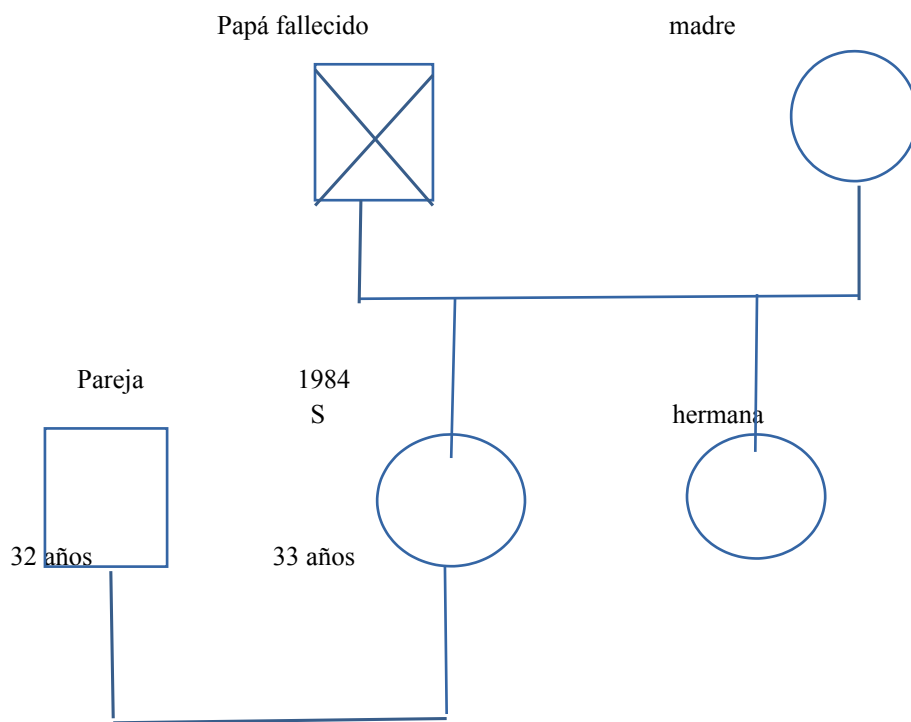 Papá fallecido
madre
Pareja
1984
S
hermana
32 años
33 años